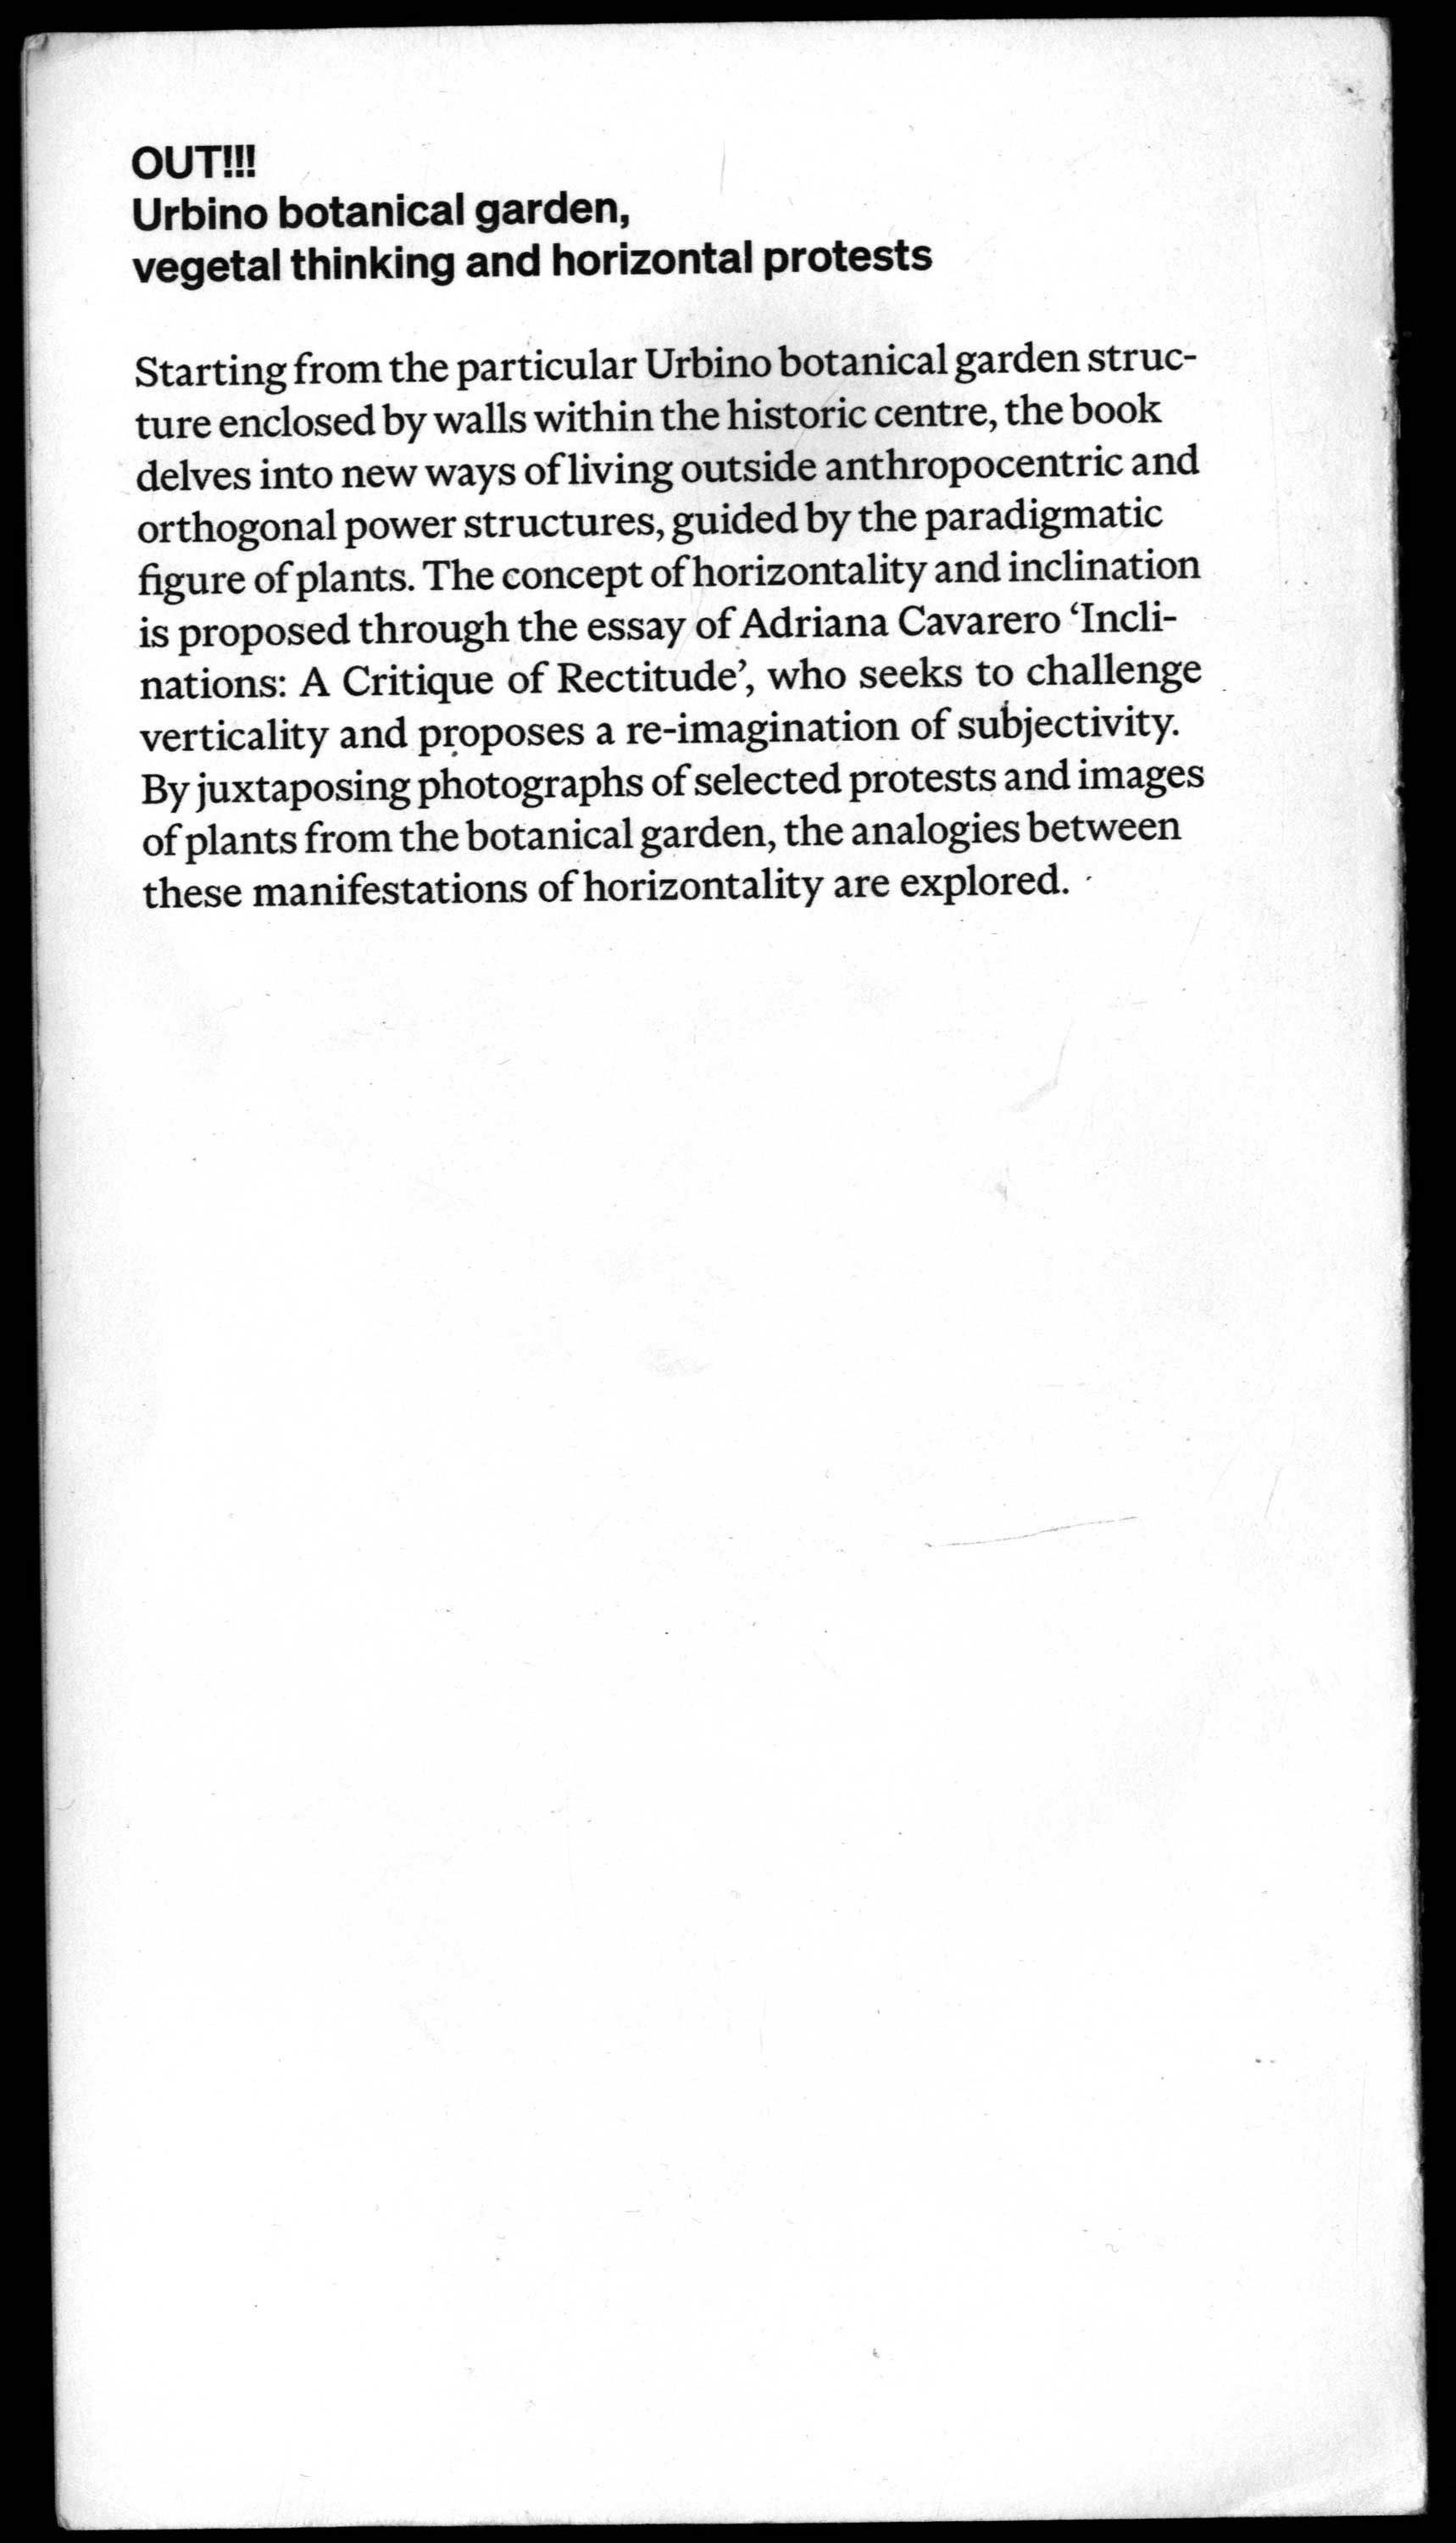 OUT!!!
Urbino botanical garden,
vegetal thinking and horizontal protests
Starting from the particular Urbino botanical garden struc-
ture enclosed by walls within the historic centre, the book
delves into new ways of living outside anthropocentric and
orthogonal power structures, guided by the paradigmatic
figure of plants. The concept of horizontality and inclination
is proposed through the essay of Adriana Cavarero ‘Incli-
nations: A Critique of Rectitude’, who seeks to challenge
verticality and proposes a re-imagination of subjectivity.
By juxtaposing photographs of selected protests and images
of plants from the botanical garden, the analogies between
these manifestations of horizontality are explored.